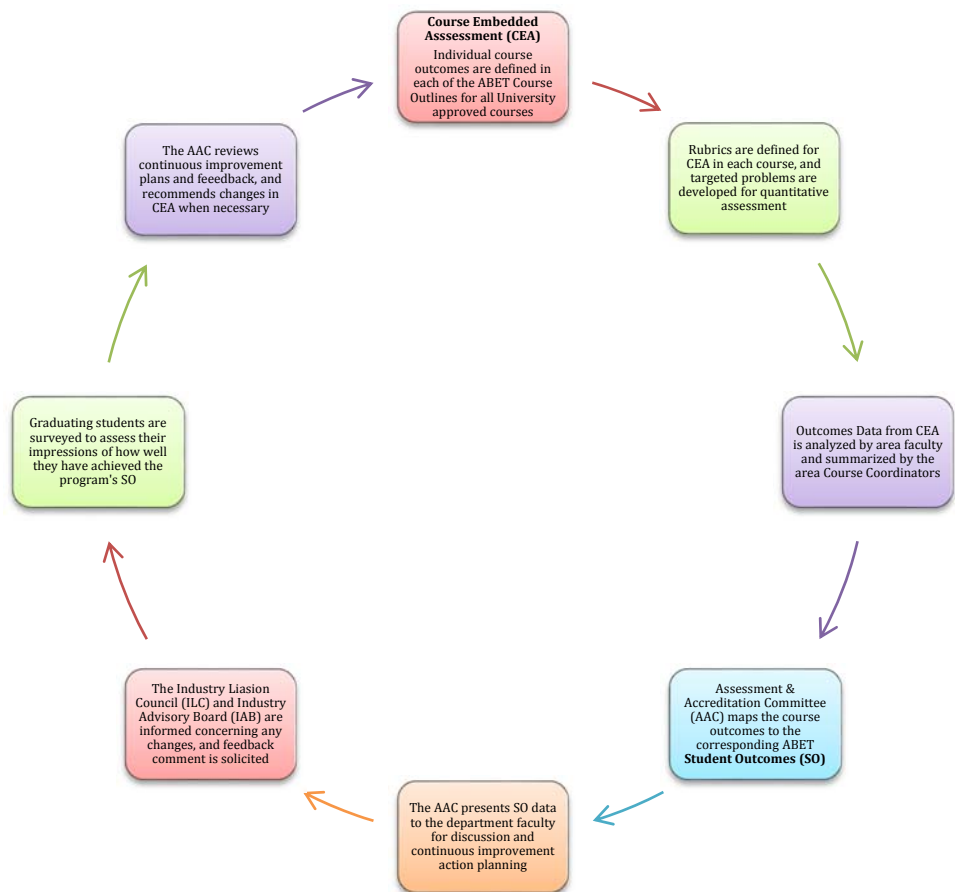 Course Embedded
Asssessment (CEA)
Individual course
outcomes are defined in
each of the ABET Course
Outlines for all University
approved courses
Rubrics are defined for
CEA in each course, and
targeted problems are
developed for quantitative
assessment
Outcomes Data from CEA
is analyzed by area faculty
and summarized by the
area Course Coordinators
Assessment &
Accreditation Committee
(AAC) maps the course
outcomes to the
corresponding ABET
Student Outcomes (SO)
The AAC presents SO data
to the department faculty
for discussion and
continuous improvement
action planning
The Industry Liasion
Council (ILC) and Industry
Advisory Board (IAB) are
informed concerning any
changes, and feedback
comment is solicited
Graduating students are
surveyed to assess their
impressions of how well
they have achieved the
program's SO
The AAC reviews
continuous improvement
plans and feeedback, and
recommends changes in
CEA when necessary